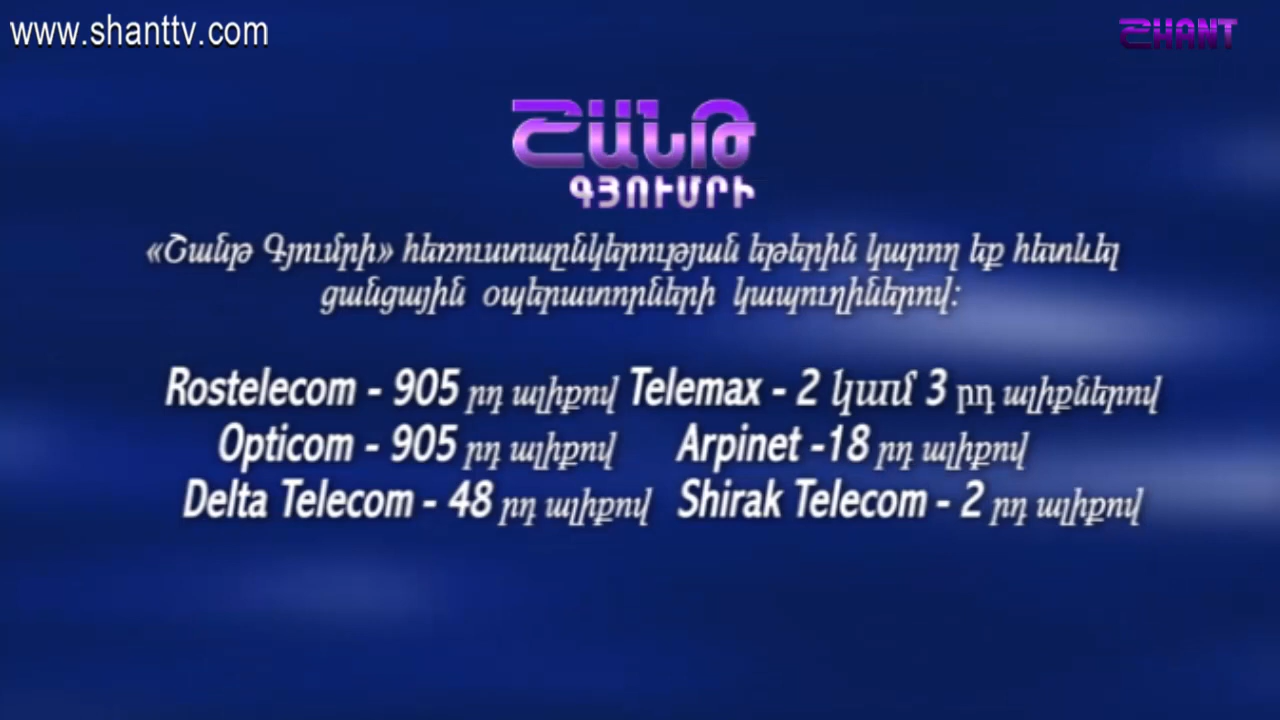 www.shanttv.com
SHANT
ՇԱՆԹ
ԳՅՈՒՄՐԻ
«Շանթ Գյումրի» հեռուստաընկերության եթերին կարող եք հետևել
ցանցային օպերատորների կապուղիներով:
Rostelecom - 905 րդ ալիքով Telemax - 2 կամ 3 րդ ալիքներով
Opticom - 905 րդ ալիքով Arpinet -18 րդ ալիքով
Delta Telecom - 48 րդ ալիքով Shirak Telecom - 2 րդ ալիքով